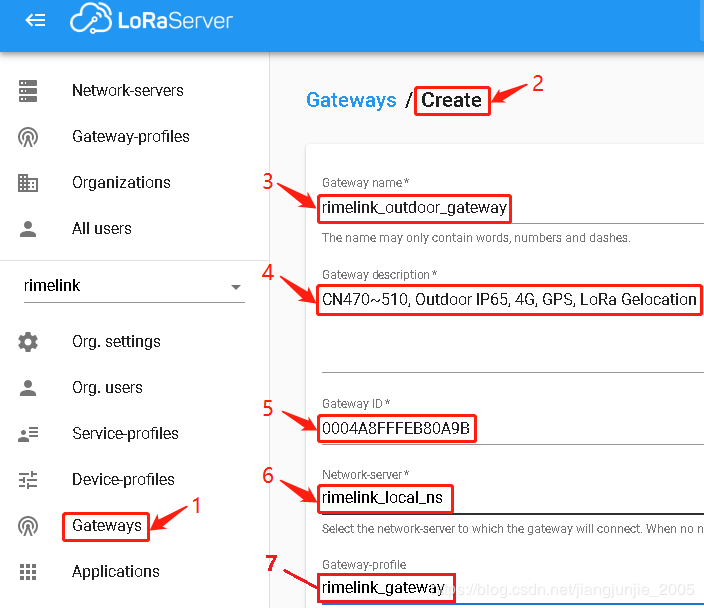 LoRaServer
Network-servers
Gateway-profiles
Organizations
All users
rimelink
Org. settings
Org. users
Service-profiles
Device-profiles
Gateways
1
Applications
Gateways / Create
2
3
Gateway name *
rimelink_outdoor_gateway
The name may only contain words, numbers and dashes.
4
Gateway description *
CN470~510, Outdoor IP65, 4G, GPS, LoRa Gelocation
5
Gateway ID *
0004A8FFFEB80A9B
6
Network-server *
rimelink_local_ns
Select the network-server to which the gateway will connect. When no n
7
Gateway-profile
rimelink_gateway
https://blog.csdn.net/jiangjunjie_2005